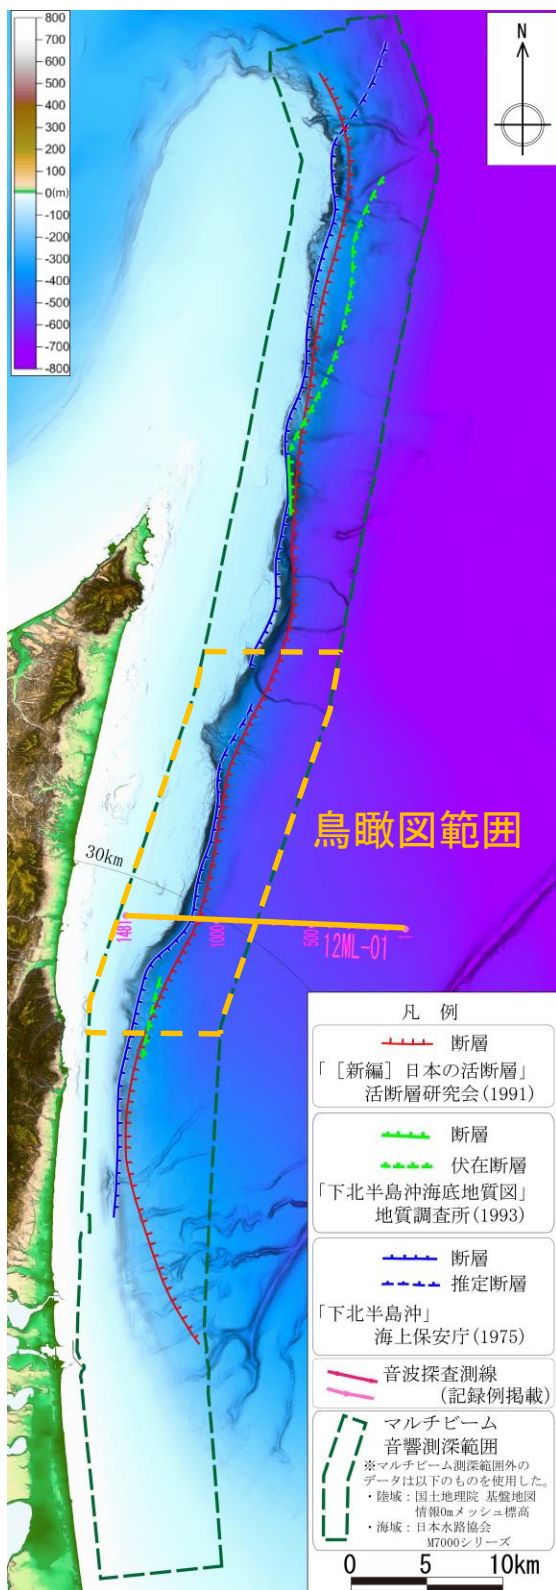 800
700
600
500
400
300
200
100
0(m)
-100
-200
-300
-400
-500
-600
-700
-800
N
鳥瞰図範囲
30km
1481
1000
500
1
12ML-01
凡 例
断層
「［新編］日本の活断層」
活断層研究会(1991)
断層
伏在断層
「下北半島沖海底地質図」
地質調査所(1993)
断層
推定断層
「下北半島沖」
海上保安庁(1975)
音波探査測線
(記録例掲載)
マルチビーム
音響測深範囲
※マルチビーム測深範囲外の
データは以下のものを使用した。
・陸域：国土地理院 基盤地図
情報0mメッシュ標高
・海域：日本水路協会
M7000シリーズ
0 5 10km